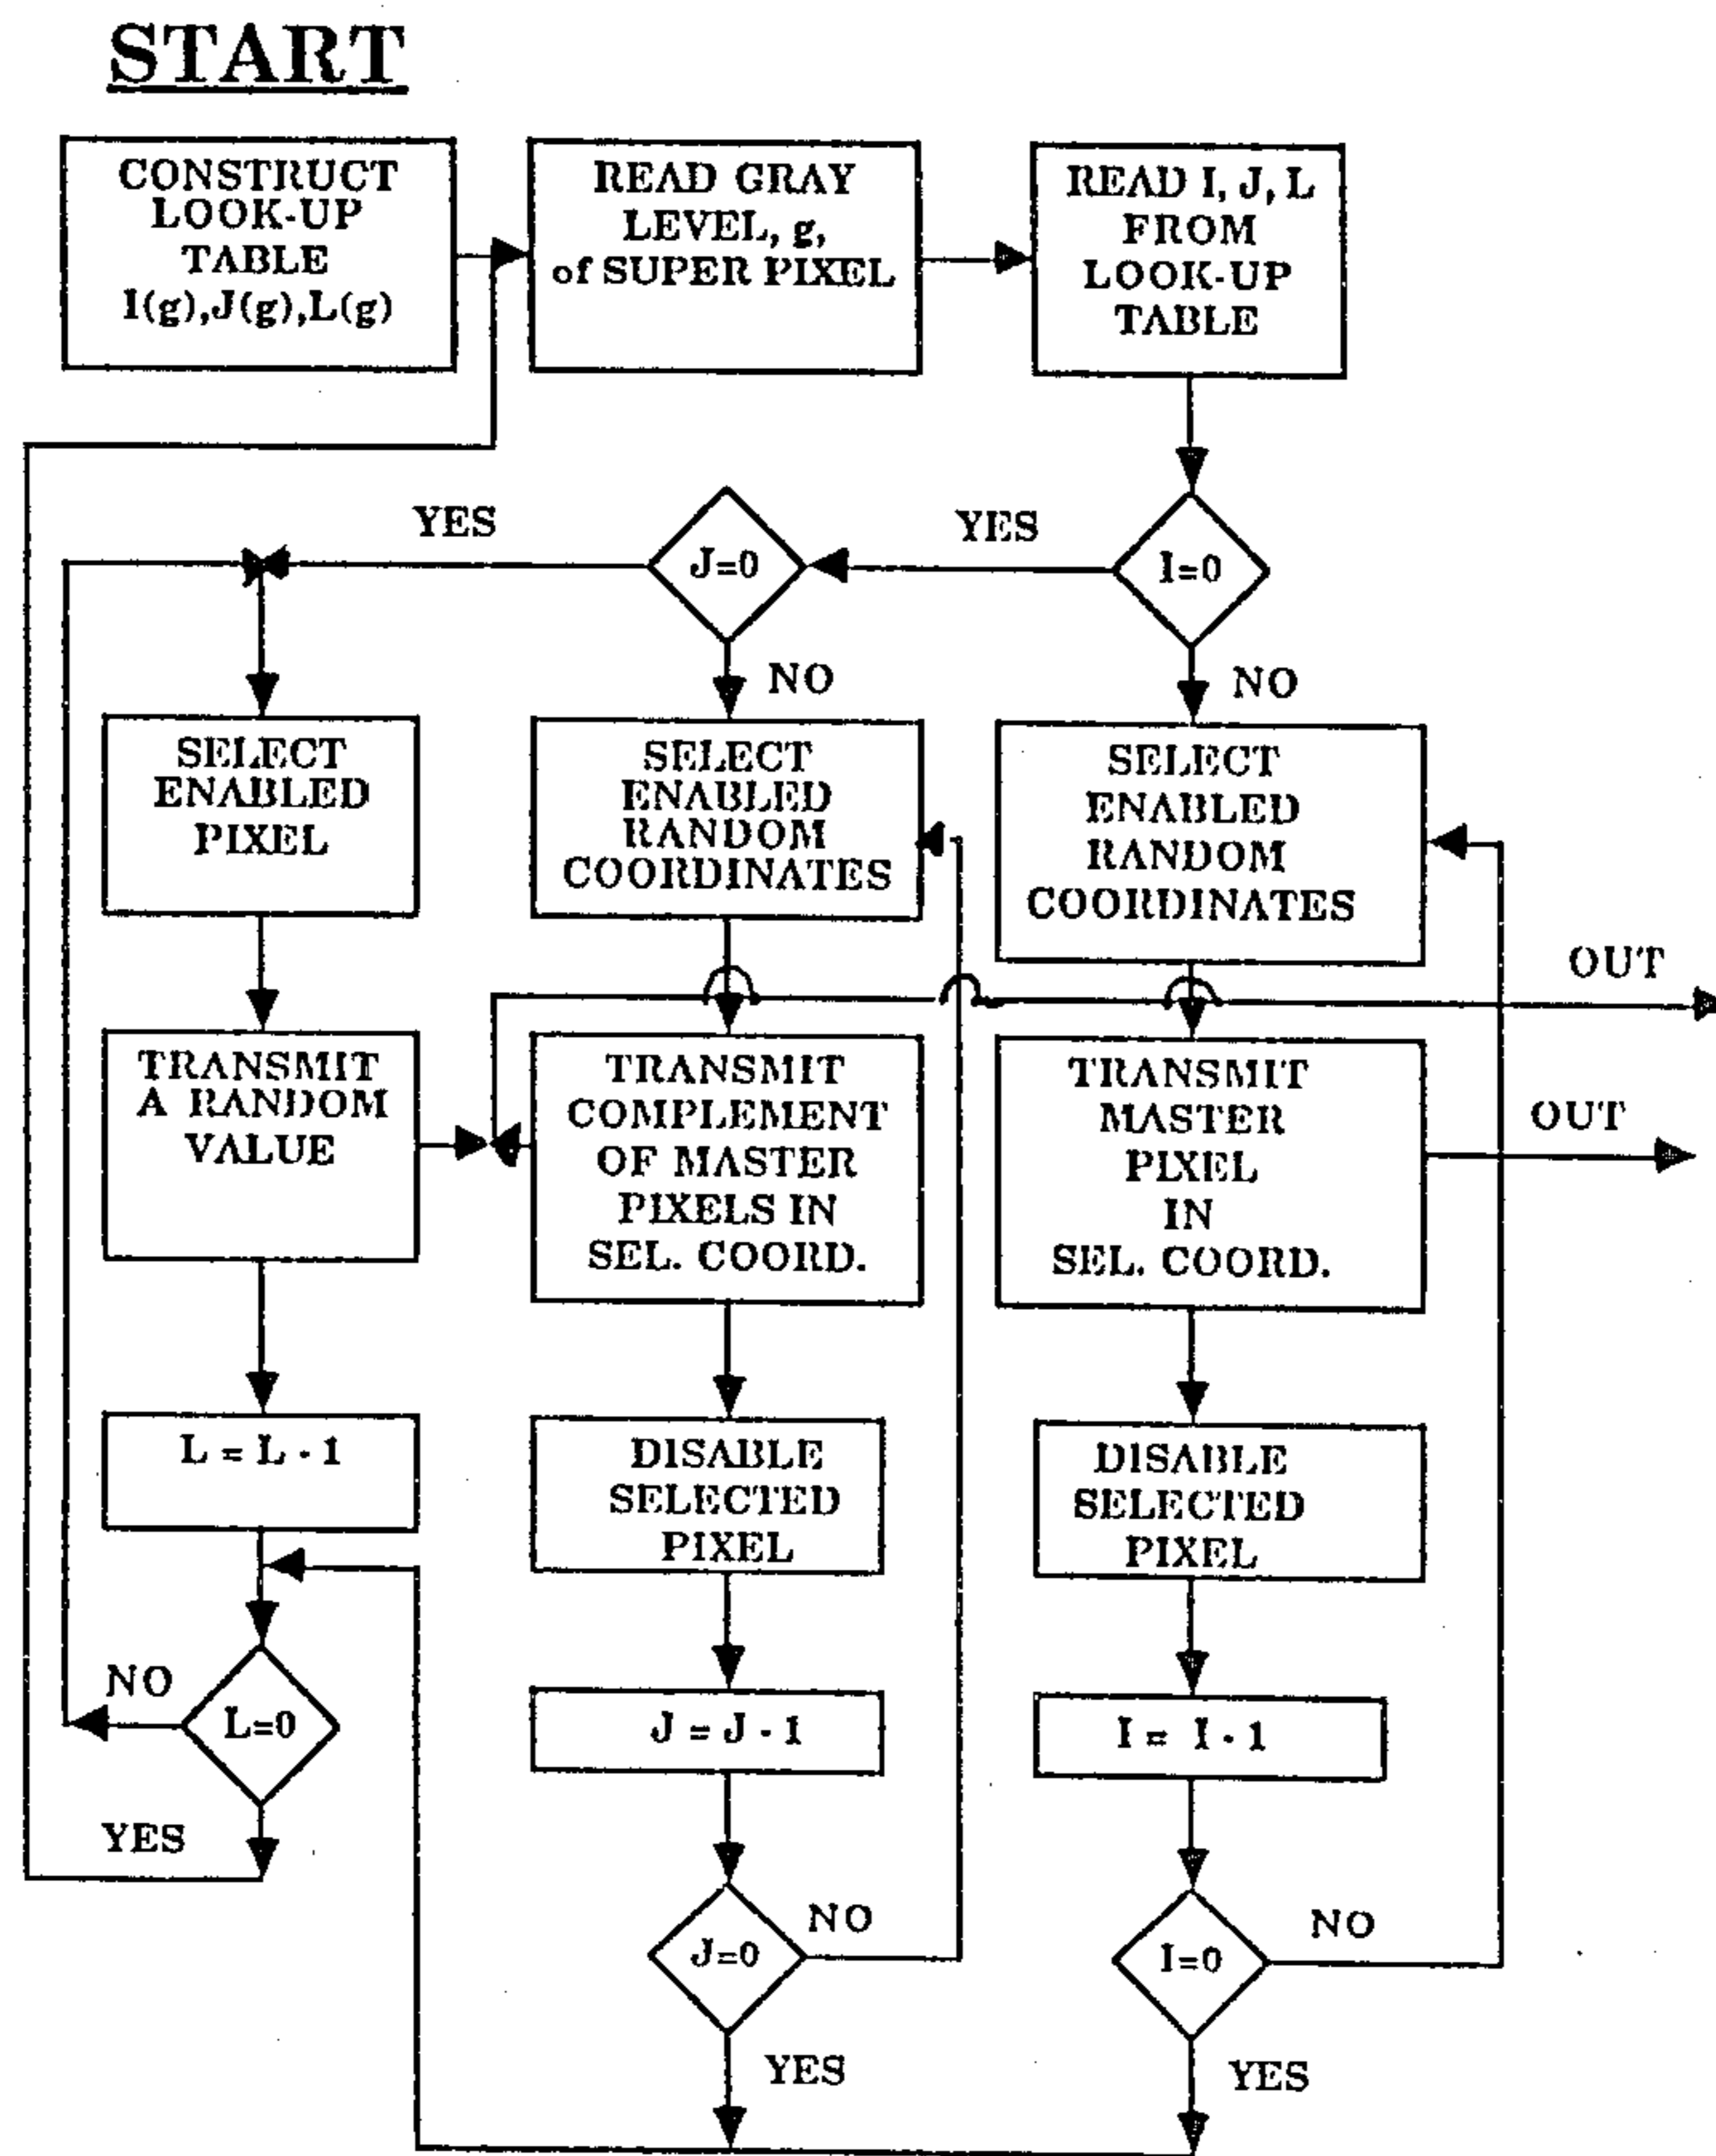 START
CONSTRUCT
LOOK-UP
TABLE
I(g),J(g),L(g)
READ GRAY
LEVEL, g,
of SUPER PIXEL
READ I, J, L
FROM
LOOK-UP
TABLE
YES
J=0
YES
I=0
NO
NO
SELECT
ENABLED
PIXEL
SELECT
ENABLED
RANDOM
COORDINATES
SELECT
ENABLED
RANDOM
COORDINATES
OUT
TRANSMIT
A RANDOM
VALUE
TRANSMIT
COMPLEMENT
OF MASTER
PIXELS IN
SEL. COORD.
TRANSMIT
MASTER
PIXEL
IN
SEL. COORD.
OUT
L = L - 1
DISABLE
SELECTED
PIXEL
DISABLE
SELECTED
PIXEL
NO
L=0
YES
J = J - 1
I = I - 1
J=0
NO
I=0
NO
YES
YES